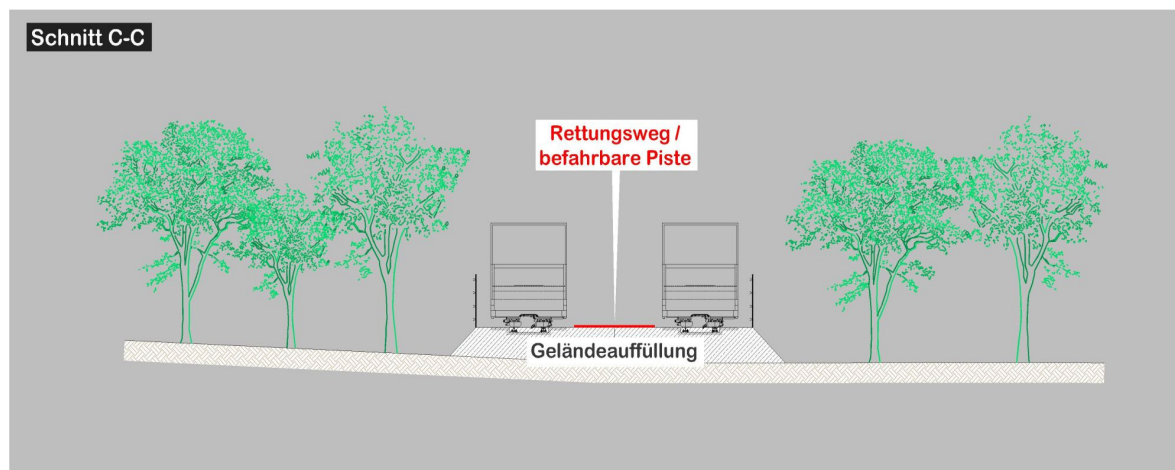 Schnitt C-C
Rettungsweg /
befahrbare Piste
Geländeauffüllung